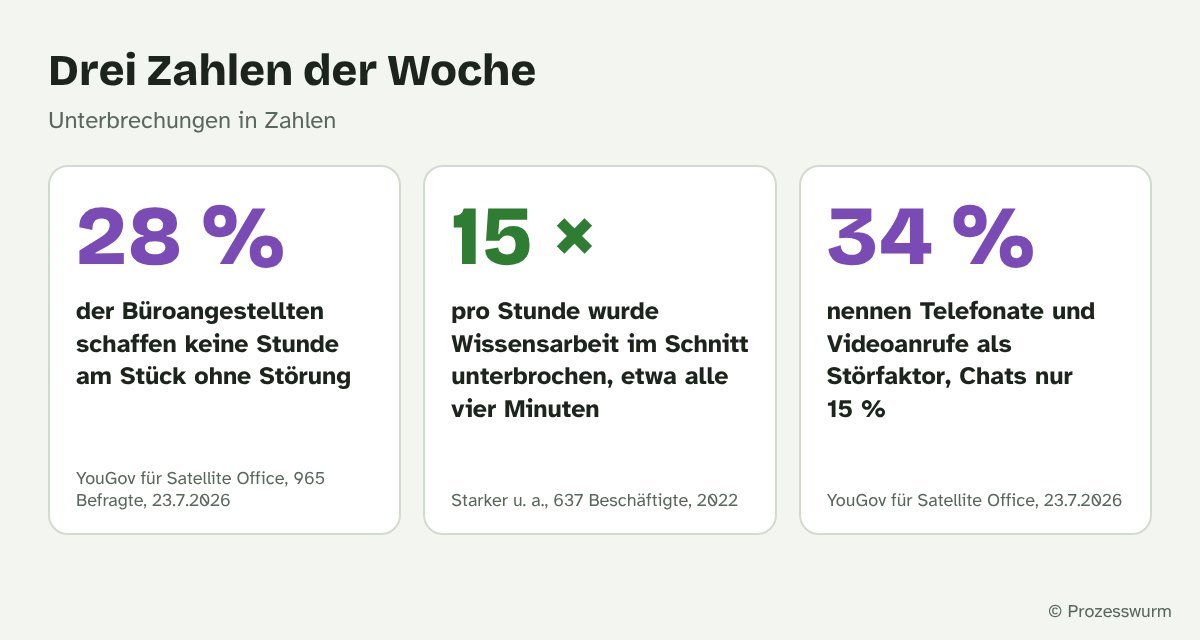 Drei Zahlen der Woche
Unterbrechungen in Zahlen
28 %
der Büroangestellten
schaffen keine Stunde
am Stück ohne Störung
YouGov für Satellite Office, 965
Befragte, 23.7.2026
15 ×
pro Stunde wurde
Wissensarbeit im Schnitt
unterbrochen, etwa alle
vier Minuten
Starker u. a., 637 Beschäftigte, 2022
34 %
nennen Telefonate und
Videoanrufe als
Störfaktor, Chats nur
15 %
YouGov für Satellite Office, 23.7.2026
© Prozesswurm